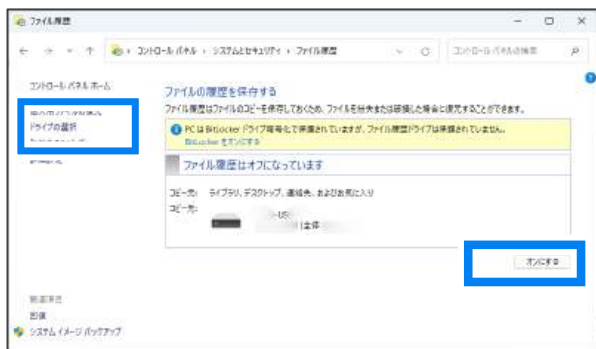 ファイル履歴
コントロール パネル › システムとセキュリティ › ファイル履歴
コントロール パネルの検索
コントロール パネル ホーム
ドライブの選択
ファイルの履歴を保存する
ファイル履歴はファイルのコピーを保存しておくため、ファイルを紛失または破損した場合に復元することができます。
PC は BitLocker ドライブ暗号化で保護されていますが、ファイル履歴ドライブは保護されていません。
BitLocker をオンにする
ファイル履歴はオフになっています
コピー元: ライブラリ、デスクトップ、連絡先、およびお気に入り
コピー先:
全体
オンにする
関連項目
回復
システム イメージ バックアップ